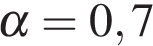 α = 0,7